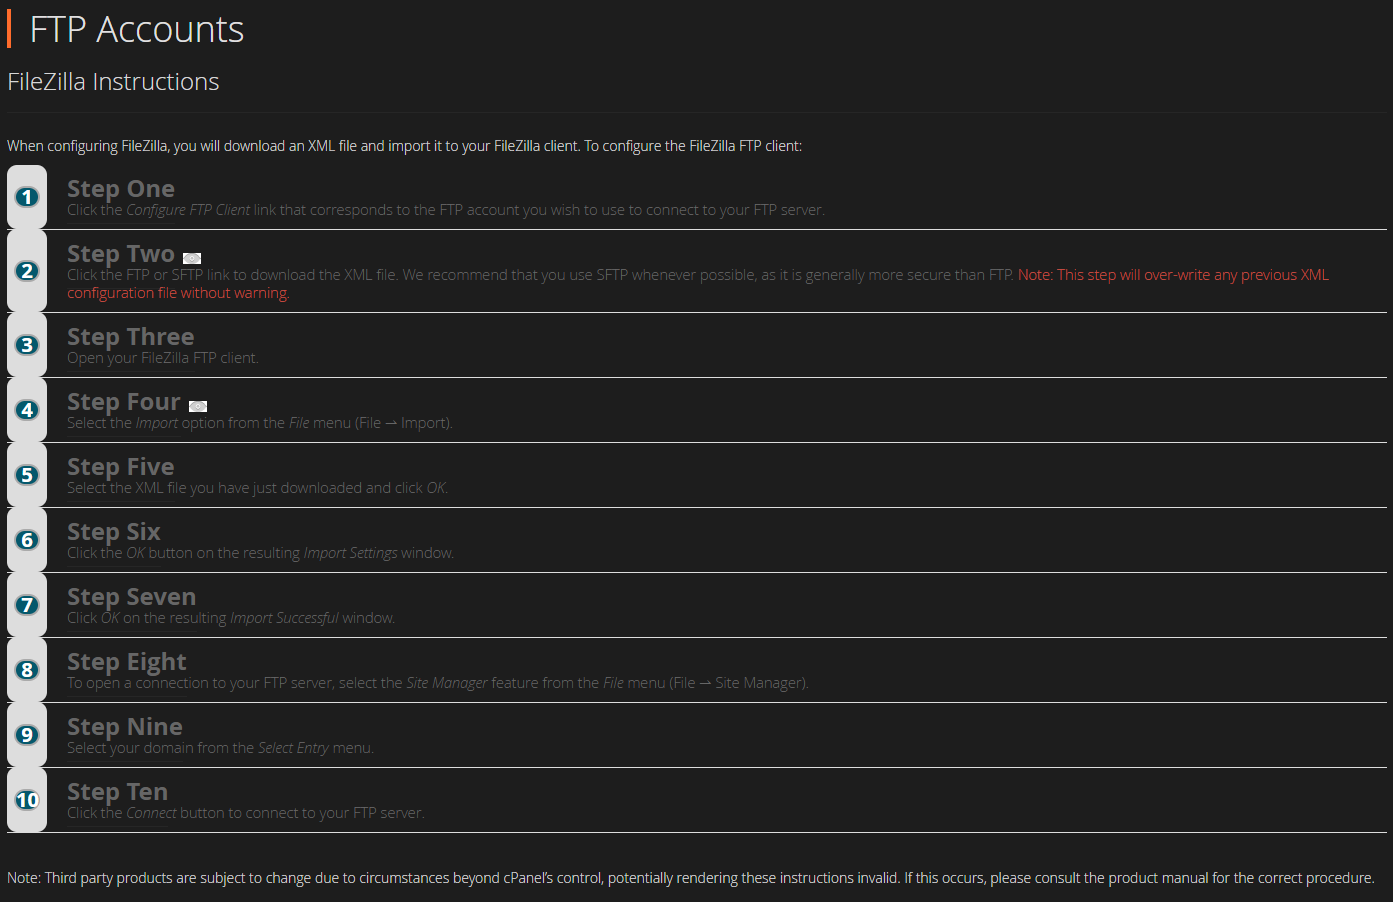 FTP Accounts
FileZilla Instructions
When configuring FileZilla, you will download an XML file and import it to your FileZilla client. To configure the FileZilla FTP client:
1
Step One
Click the Configure FTP Client link that corresponds to the FTP account you wish to use to connect to your FTP server.
2
Step Two
Click the FTP or SFTP link to download the XML file. We recommend that you use SFTP whenever possible, as it is generally more secure than FTP. Note: This step will over-write any previous XML
configuration file without warning.
3
Step Three
Open your FileZilla FTP client.
4
Step Four
Select the Import option from the File menu (File → Import).
5
Step Five
Select the XML file you have just downloaded and click OK.
6
Step Six
Click the OK button on the resulting Import Settings window.
7
Step Seven
Click OK on the resulting Import Successful window.
8
Step Eight
To open a connection to your FTP server, select the Site Manager feature from the File menu (File → Site Manager).
9
Step Nine
Select your domain from the Select Entry menu.
10
Step Ten
Click the Connect button to connect to your FTP server.
Note: Third party products are subject to change due to circumstances beyond cPanel's control, potentially rendering these instructions invalid. If this occurs, please consult the product manual for the correct procedure.